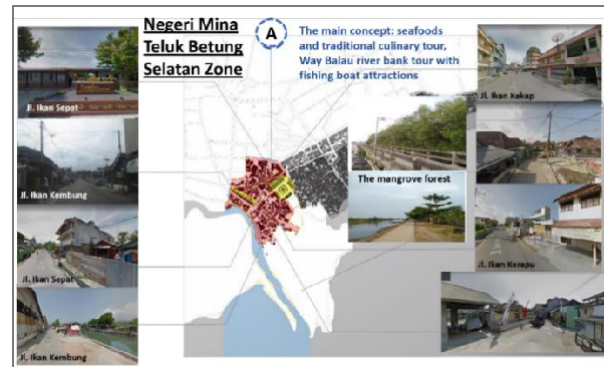 Negeri Mina
Teluk Betung
Selatan Zone
A
The main concept: seafoods
and traditional culinary tour,
Way Balau river bank tour with
fishing boat attractions
Jl. Ikan Sepat
Jl. Ikan Kakap
Jl. Ikan Kembung
The mangrove forest
Jl. Ikan Sepat
Jl. Ikan Kerapu
Jl. Ikan Kembung